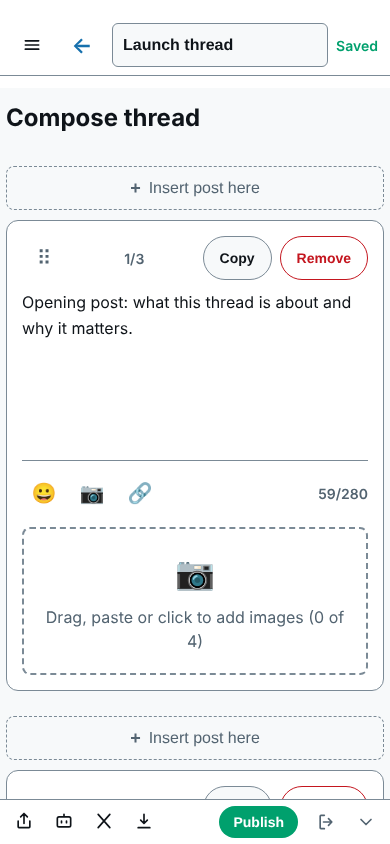 Launch thread
Saved
Compose thread
+ Insert post here
1/3
Copy
Remove
Opening post: what this thread is about and
why it matters.
59/280
Drag, paste or click to add images (0 of
4)
+ Insert post here
Publish